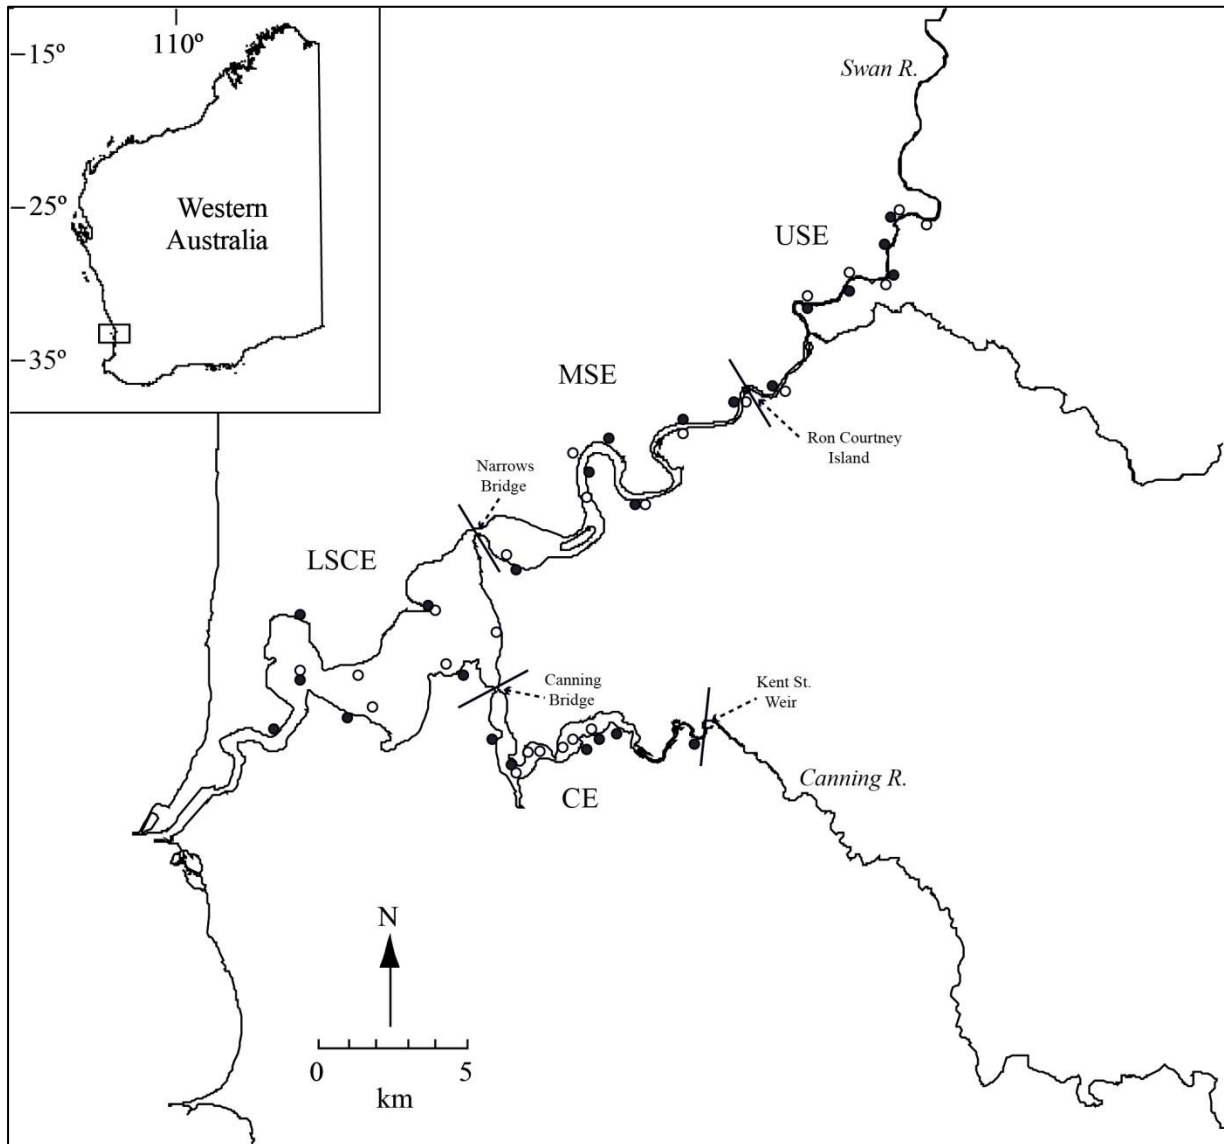 110º
–15º
Swan R.
–25º
Western
Australia
USE
–35º
MSE
Ron Courtney
Island
Narrows
Bridge
LSCE
Canning
Bridge
Kent St.
Weir
Canning R.
CE
N
0 5
km